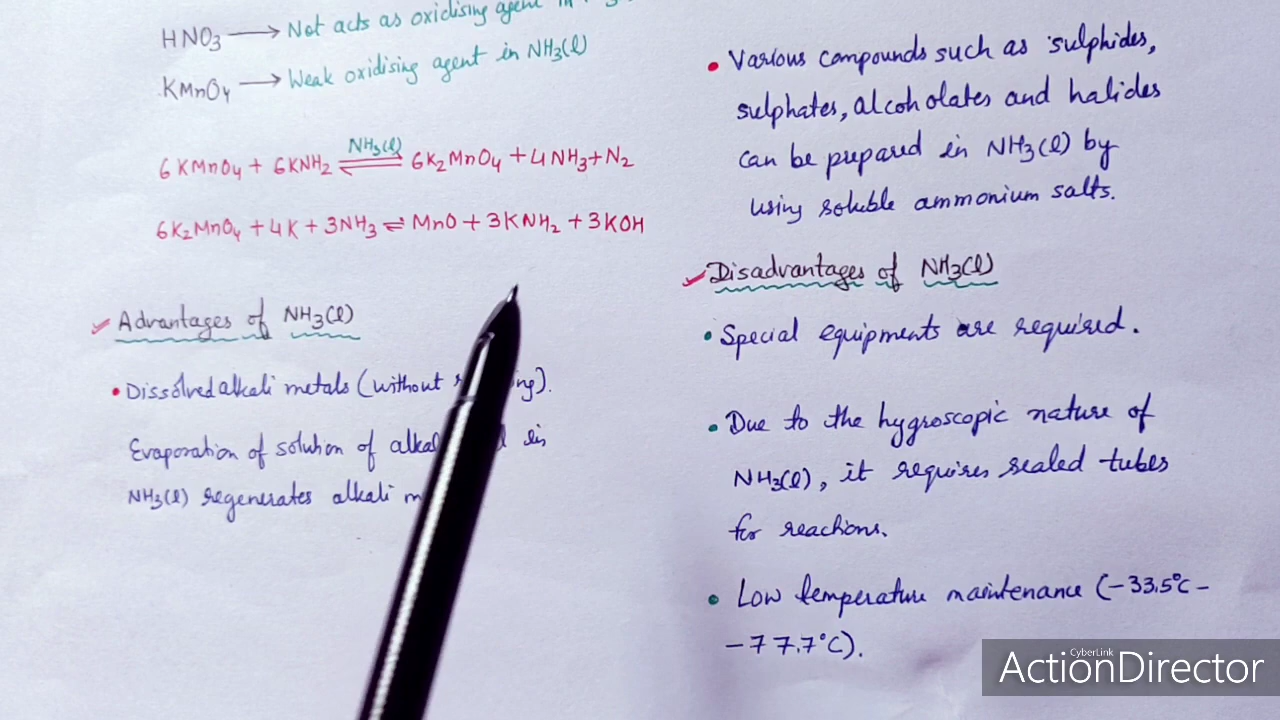 HNO3 → Not acts as oxidising agent in
KMnO4 → Weak oxidising agent in NH3(l)
6KMnO4 + 6KNH2 ⇌ NH3(l) 6K2MnO4 + 4NH3 + N2
6K2MnO4 + 4K + 3NH3 ⇌ MnO + 3KNH2 + 3KOH
✓ Advantages of NH3(l)
• Dissolved alkali metals (without
Evaporation of solution of in
NH3(l) regenerates alkali
• Various compounds such as sulphides,
sulphates, alcoholates and halides
can be prepared in NH3(l) by
using soluble ammonium salts.
✓ Disadvantages of NH3(l)
• Special equipments are required.
• Due to the hygroscopic nature of
NH3(l), it requires sealed tubes
for reactions.
• Low temperature maintenance (-33.5°C -
-77.7°C).
CyberLink
ActionDirector